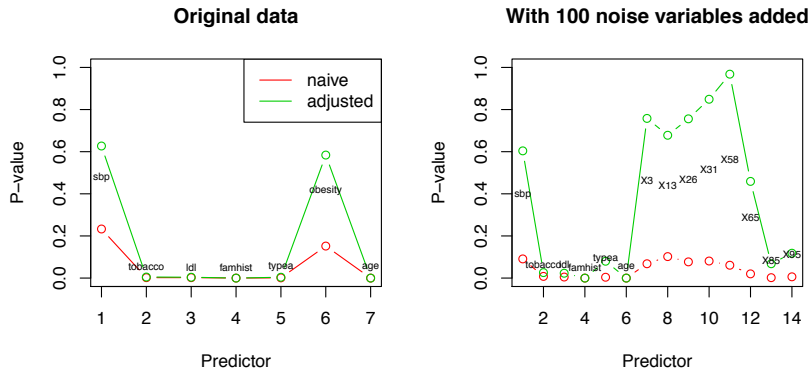 Original data
P−value
0.0 0.2 0.4 0.6 0.8 1.0
naive
adjusted
sbp
tobacco
ldl
famhist
typea
obesity
age
1 2 3 4 5 6 7
Predictor
With 100 noise variables added
P−value
0.0 0.2 0.4 0.6 0.8 1.0
sbp
tobacco
ldl
famhist
typea
age
X3
X13
X26
X31
X58
X65
X85
X95
2 4 6 8 10 12 14
Predictor